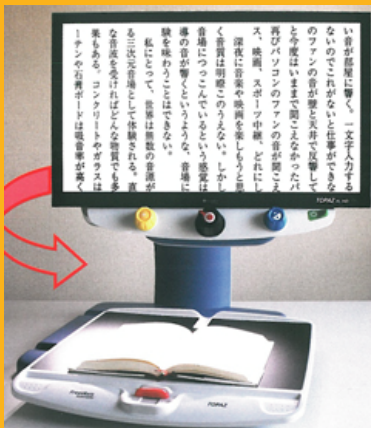 い音が部屋に響く。一文字入力する
ないのでこれがないと仕事ができな
のファンの音が壁と天井で反響して
と今度はいままで聞こえなかったパ
再びパソコンのファンの音が聞こえ
ス、映画、スポーツ中継、どれにし
深夜に音楽や映画を楽しもうと思
く音質は明瞭このうえない。しかし
音場につっこんでいるという感覚は
導の音が響くというような、音場に
験を味わうことはできない。
私にとって、世界は無数の音源が
る三次元音場として体験される。直
な音波を受ければどんな物質でも多
果もある。コンクリートやガラスは
ーテンや石膏ボードは吸音率が高く
TOPAZ
TOPAZ